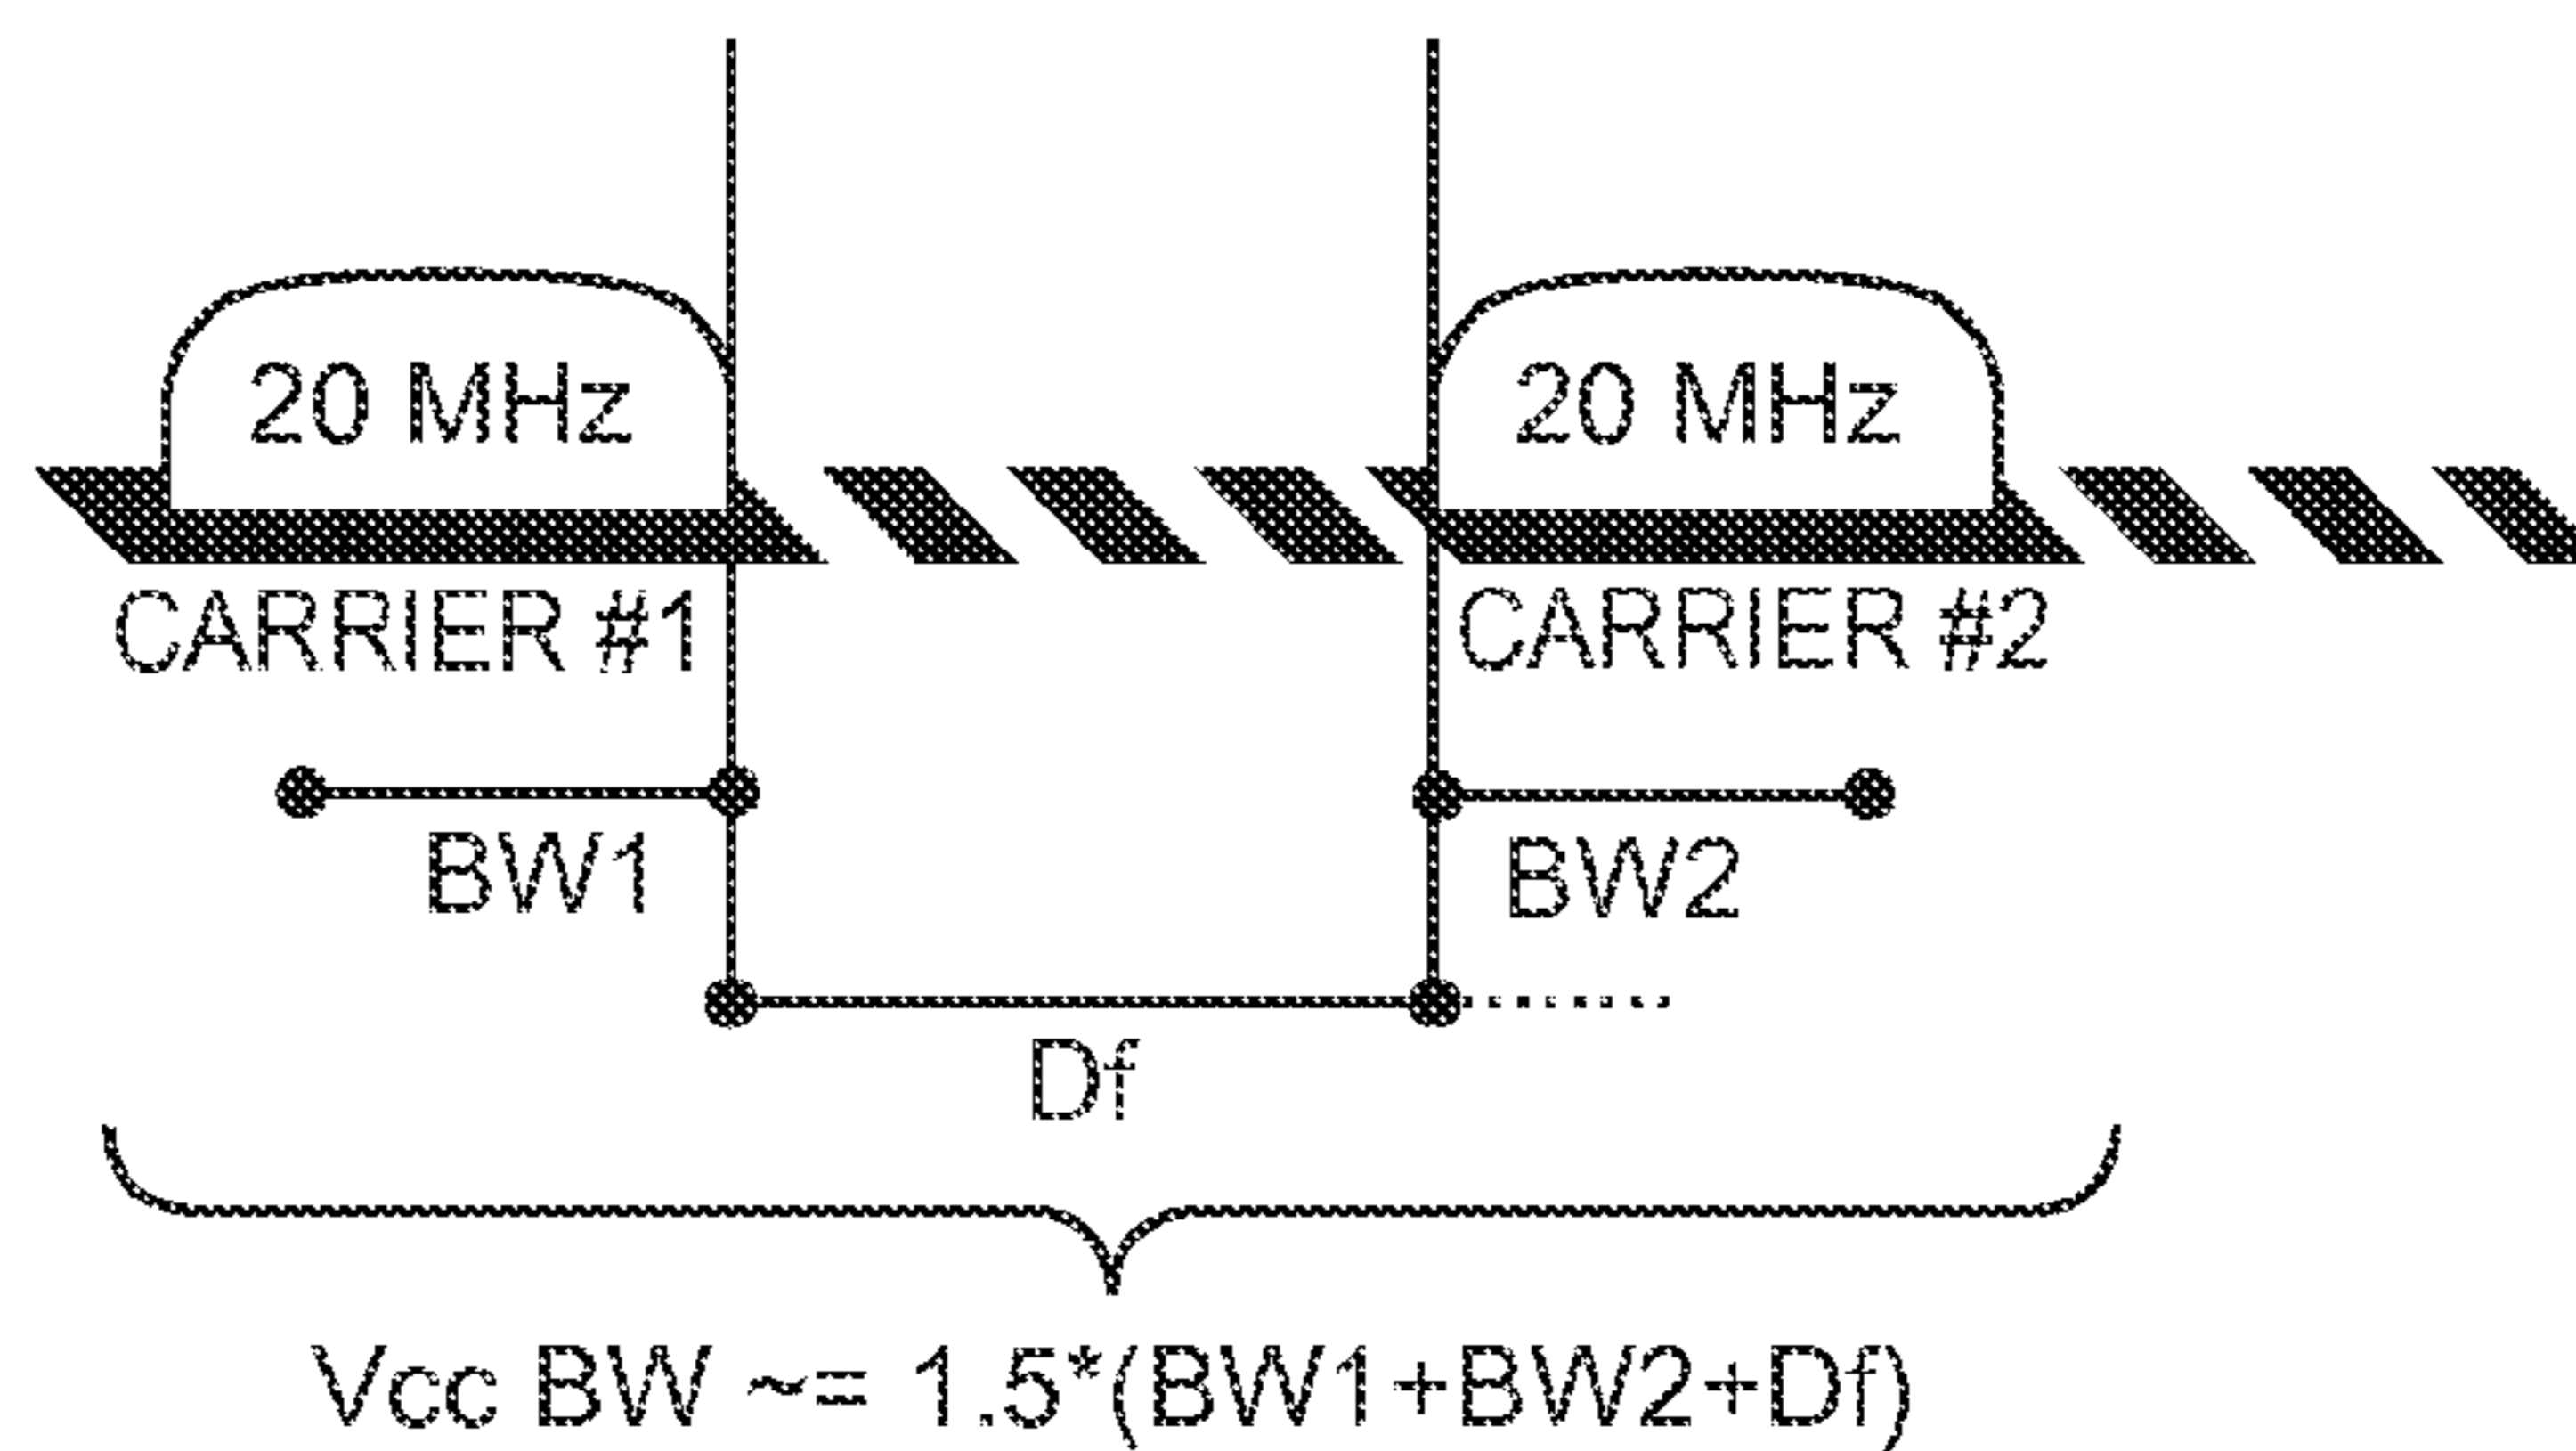 20 MHz 20 MHz
CARRIER #1 CARRIER #2
BW1 BW2
Df
Vcc BW ~= 1.5*(BW1+BW2+Df)